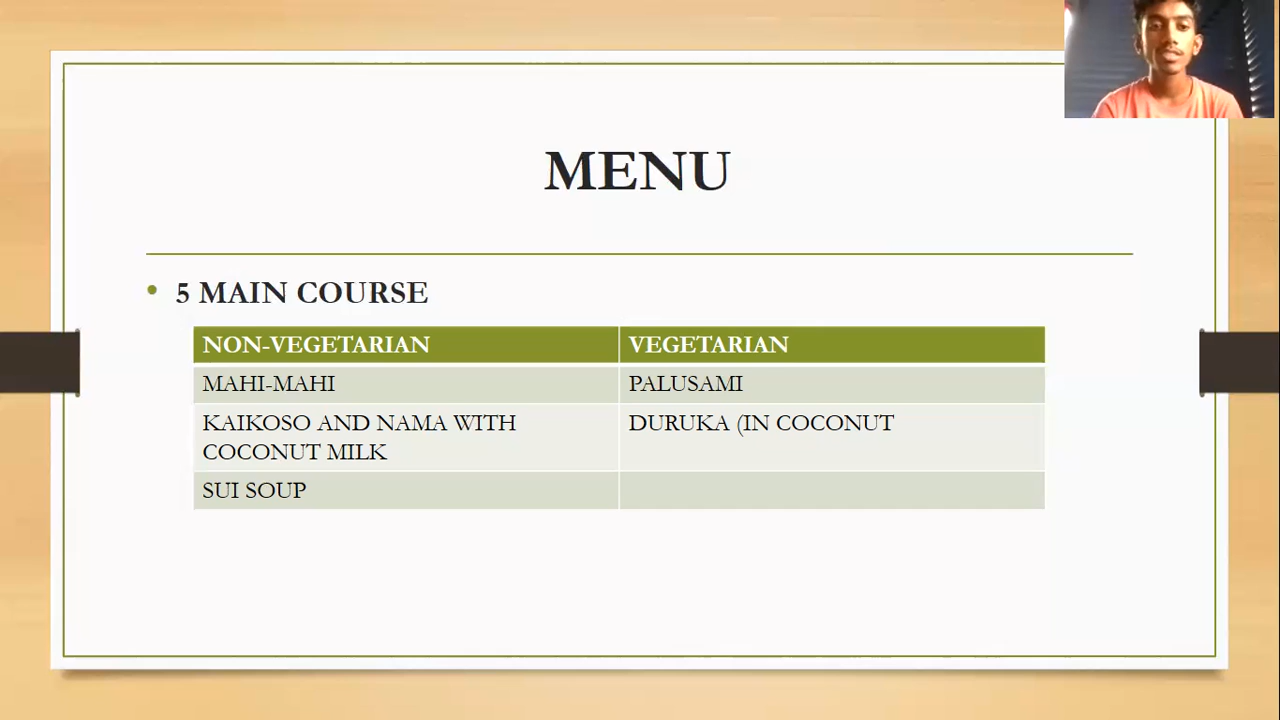 MENU
• 5 MAIN COURSE
NON-VEGETARIAN
VEGETARIAN
MAHI-MAHI
PALUSAMI
KAIKOSO AND NAMA WITH
COCONUT MILK
DURUKA (IN COCONUT
SUI SOUP